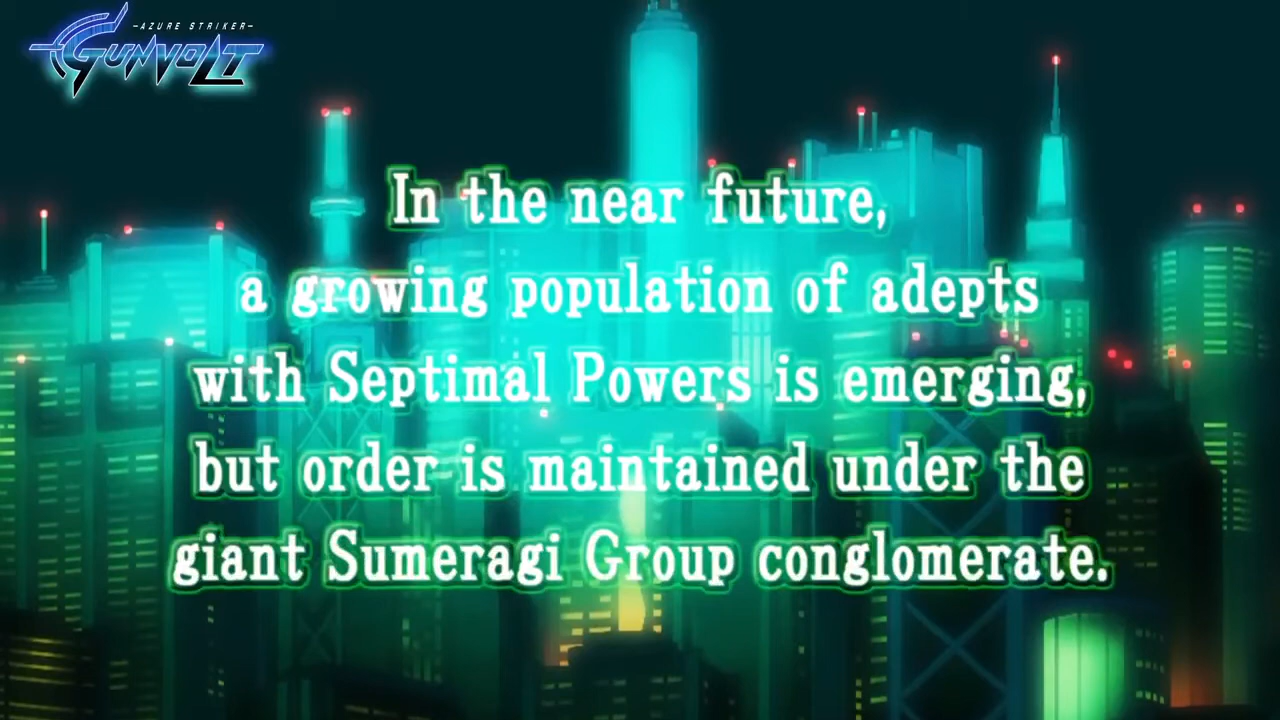 -AZURE STRIKER-
GUNVOLT
In the near future,
a growing population of adepts
with Septimal Powers is emerging,
but order is maintained under the
giant Sumeragi Group conglomerate.